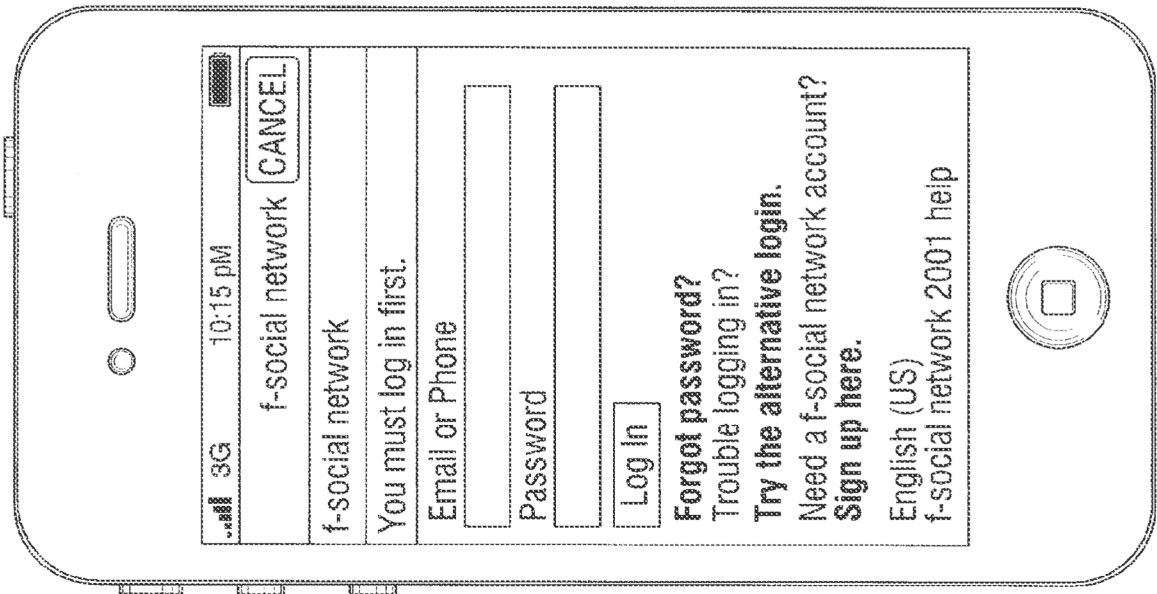 3G 10:15 pM
f-social network CANCEL
f-social network
You must log in first.
Email or Phone
Password
Log In
Forgot password?
Trouble logging in?
Try the alternative login.
Need a f-social network account?
Sign up here.
English (US)
f-social network 2001 help